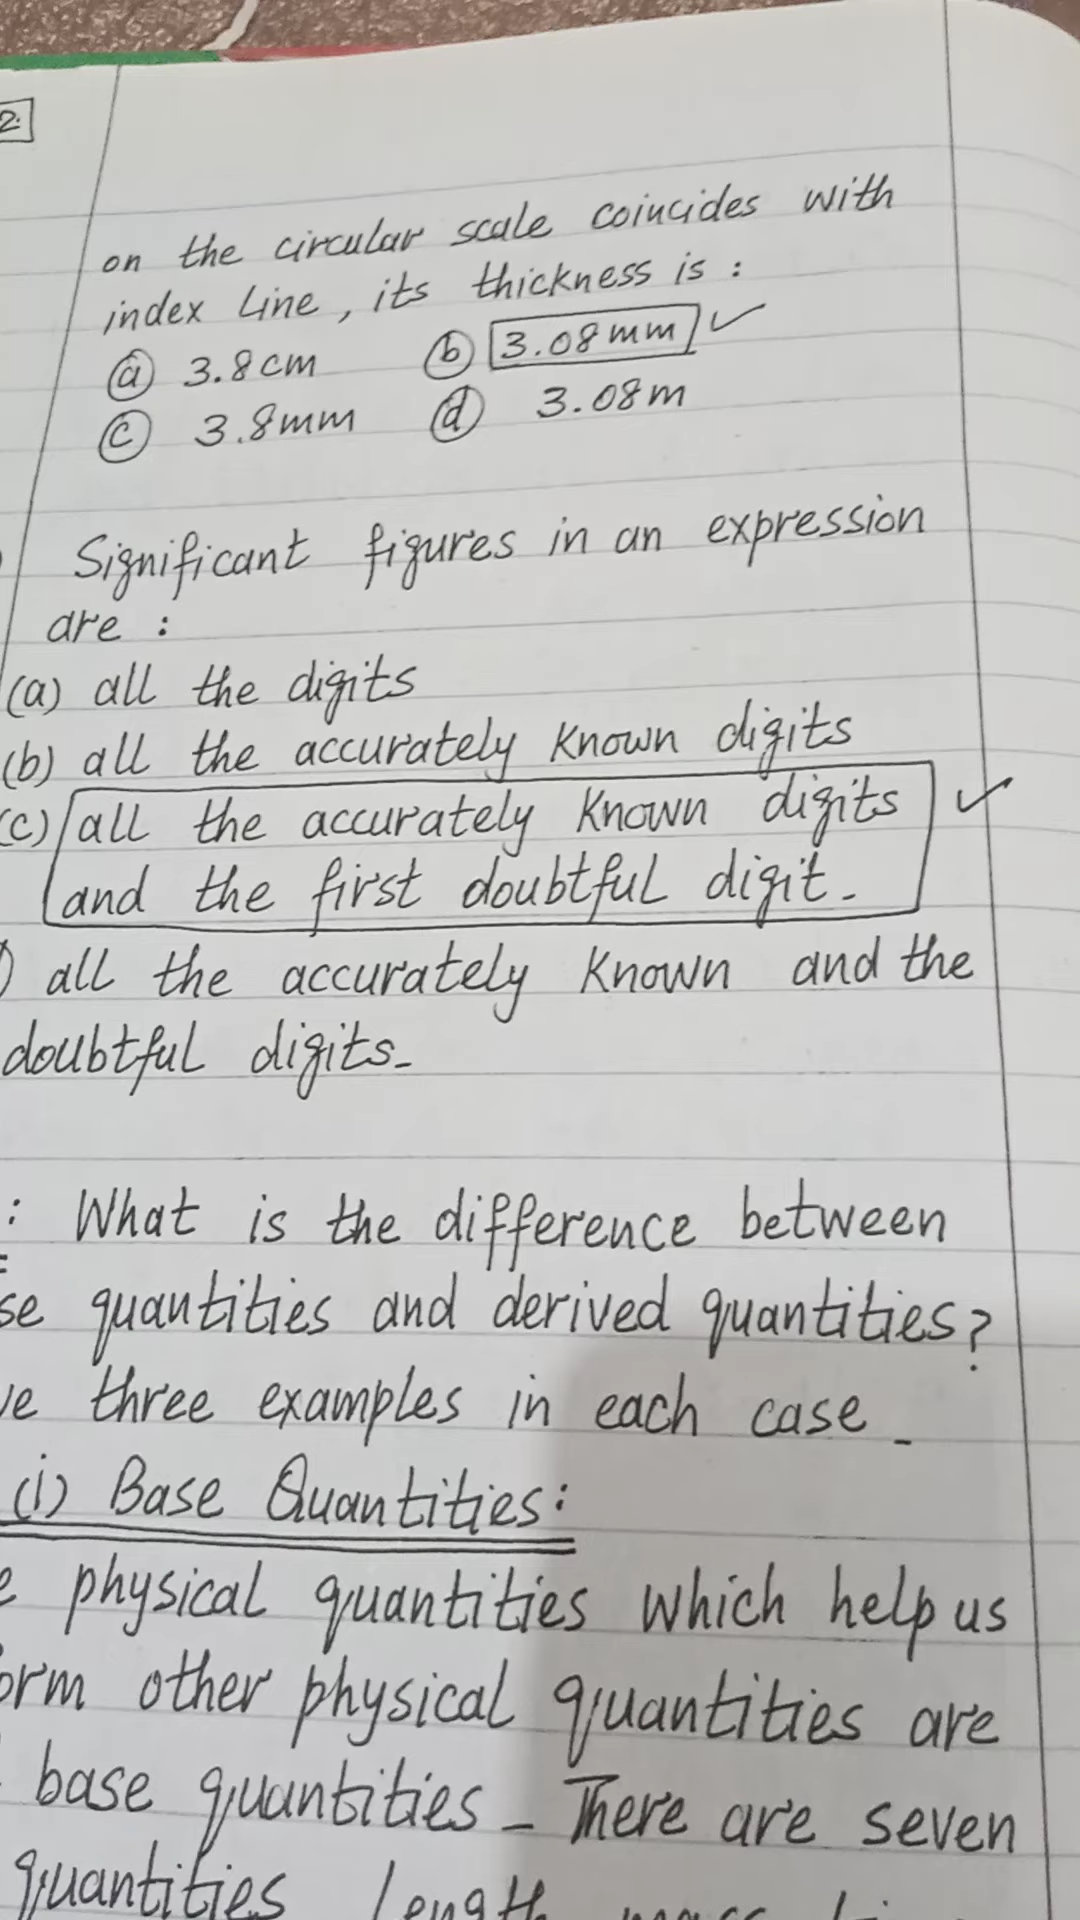 2.
on the circular scale coincides with
index line, its thickness is :
(a) 3.8cm (b) 3.08mm ✓
(c) 3.8mm (d) 3.08m
Significant figures in an expression
are :
(a) all the digits
(b) all the accurately known digits
(c) all the accurately known digits ✓
and the first doubtful digit.
) all the accurately known and the
doubtful digits.
: What is the difference between
se quantities and derived quantities?
ve three examples in each case.
(i) Base Quantities:
e physical quantities which help us
orm other physical quantities are
base quantities. There are seven
quantities length